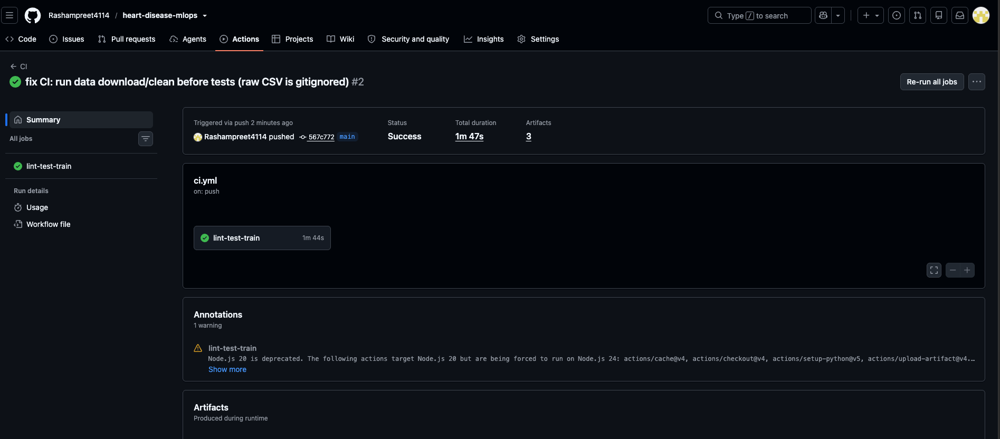 Rashampreet4114 / heart-disease-mlops
Type / to search
Code Issues Pull requests Agents Actions Projects Wiki Security and quality Insights Settings
CI
fix CI: run data download/clean before tests (raw CSV is gitignored) #2
Re-run all jobs
Summary
All jobs
lint-test-train
Run details
Usage
Workflow file
Triggered via push 2 minutes ago
Rashampreet4114 pushed 567c772 main
Status
Success
Total duration
1m 47s
Artifacts
3
ci.yml
on: push
lint-test-train 1m 44s
Annotations
1 warning
lint-test-train
Node.js 20 is deprecated. The following actions target Node.js 20 but are being forced to run on Node.js 24: actions/cache@v4, actions/checkout@v4, actions/setup-python@v5, actions/upload-artifact@v4.…
Show more
Artifacts
Produced during runtime